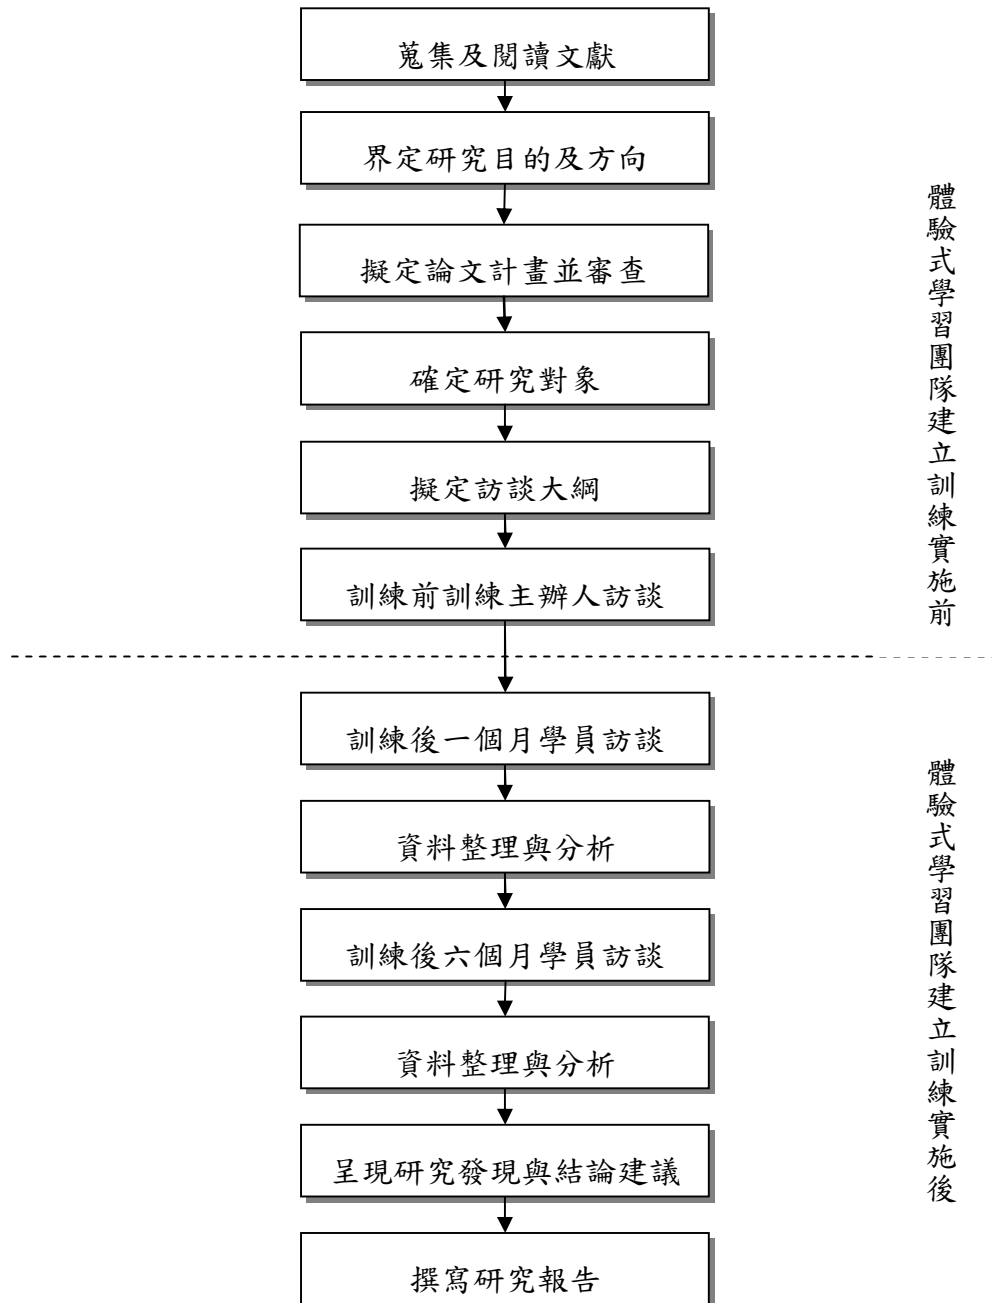 蒐集及閱讀文獻
界定研究目的及方向
擬定論文計畫並審查
確定研究對象
擬定訪談大綱
訓練前訓練主辦人訪談
體驗式學習團隊建立訓練實施前
訓練後一個月學員訪談
資料整理與分析
訓練後六個月學員訪談
資料整理與分析
呈現研究發現與結論建議
撰寫研究報告
體驗式學習團隊建立訓練實施後